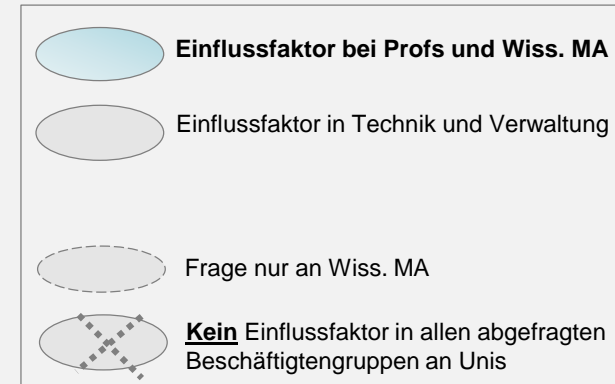 Einflussfaktor bei Profs und Wiss. MA
Einflussfaktor in Technik und Verwaltung
Frage nur an Wiss. MA
Kein Einflussfaktor in allen abgefragten
Beschäftigtengruppen an Unis